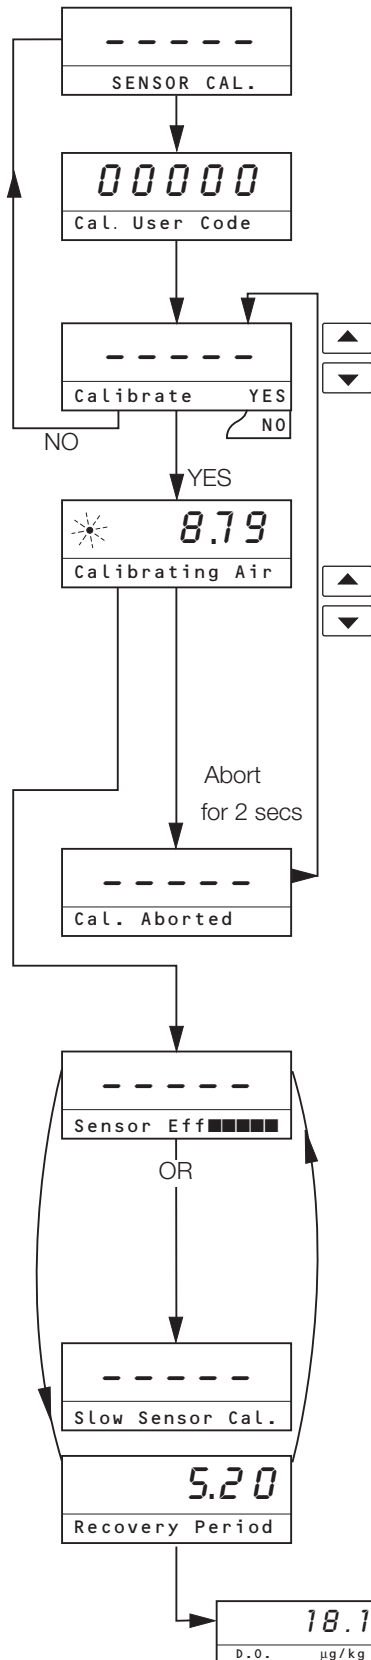 – – – – –
SENSOR CAL.
00000
Cal. User Code
– – – – –
Calibrate YES
NO
NO
YES
8.79
Calibrating Air
Abort
for 2 secs
– – – – –
Cal. Aborted
– – – – –
Sensor Eff■■■■■
OR
– – – – –
Slow Sensor Cal.
5.20
Recovery Period
18.1
D.O. µg/kg